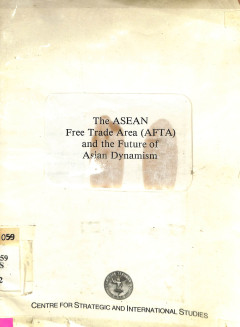 The ASEAN
Free Trade Area (AFTA)
and the Future of
Asian Dynamism
059
59
S
2
CENTRE FOR STRATEGIC AND INTERNATIONAL STUDIES